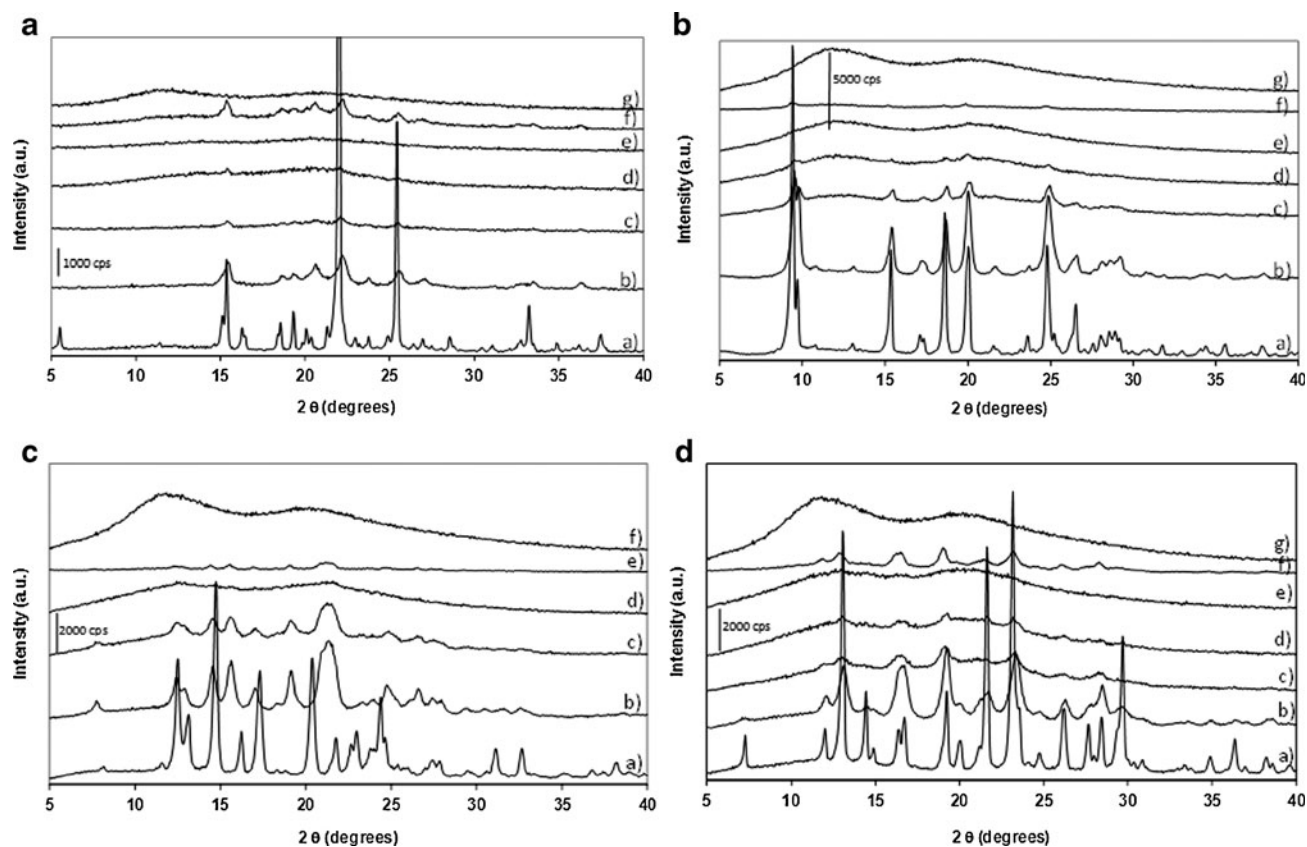 a
Intensity (a.u.)
g)
f)
e)
d)
c)
1000 cps
b)
a)
5 10 15 20 25 30 35 40
2 θ (degrees)
b
Intensity (a.u.)
5000 cps
g)
f)
e)
d)
c)
b)
a)
5 10 15 20 25 30 35 40
2 θ (degrees)
c
Intensity (a.u.)
f)
e)
d)
2000 cps
c)
b)
a)
5 10 15 20 25 30 35 40
2 θ (degrees)
d
Intensity (a.u.)
g)
f)
e)
2000 cps
d)
c)
b)
a)
5 10 15 20 25 30 35 40
2 θ (degrees)